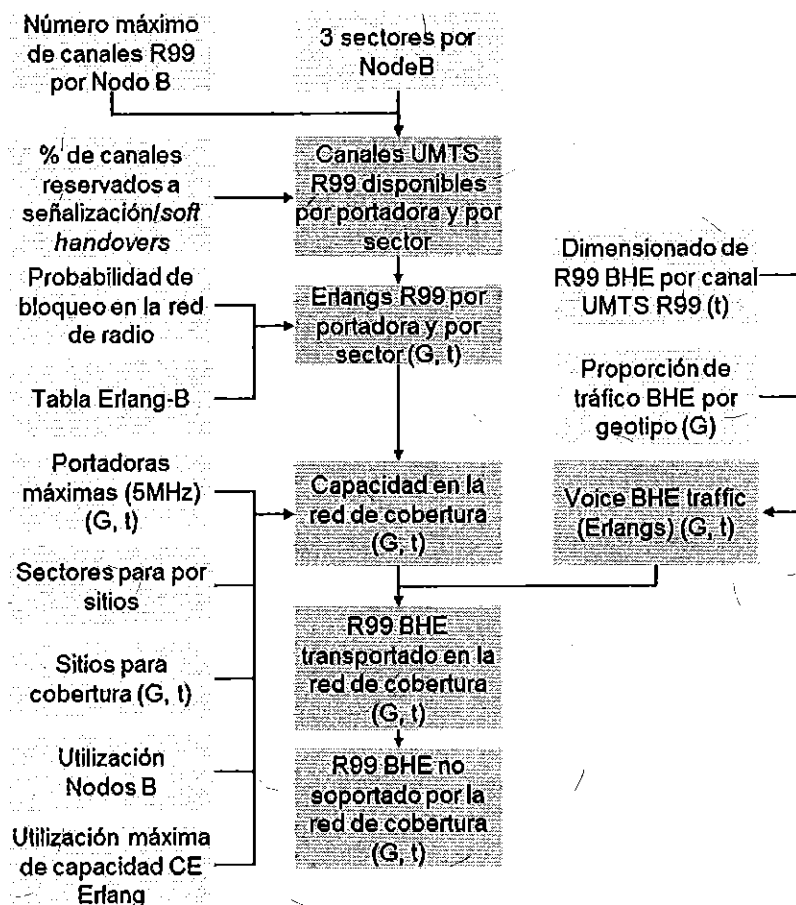 Número máximo
de canales R99
por Nodo B
3 sectores por
NodeB
% de canales
reservados a
señalización/soft
handovers
Canales UMTS
R99 disponibles
por portadora y por
sector
Probabilidad de
bloqueo en la red
de radio
Erlangs R99 por
portadora y por
sector (G, t)
Dimensionado de
R99 BHE por canal
UMTS R99 (t)
Tabla Erlang-B
Proporción de
tráfico BHE por
geotipo (G)
Portadoras
máximas (5MHz)
(G, t)
Capacidad en la
red de cobertura
(G, t)
Voice BHE traffic
(Erlangs) (G, t)
Sectores para por
sitios
Sitios para
cobertura (G, t)
R99 BHE
transportado en la
red de cobertura
(G, t)
Utilización
Nodos B
R99 BHE no
soportado por la
red de cobertura
(G, t)
Utilización máxima
de capacidad CE
Erlang